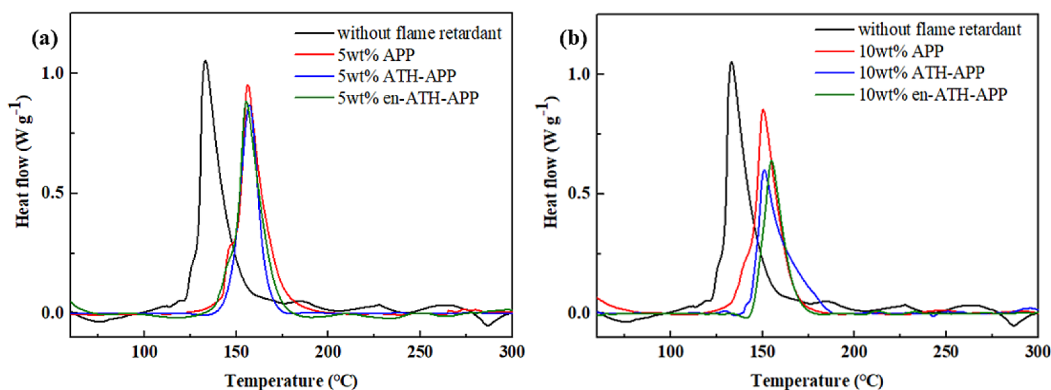 (a)
without flame retardant
5wt% APP
5wt% ATH-APP
5wt% en-ATH-APP
Heat flow (W g-1)
1.0
0.5
0.0
100 150 200 250 300
Temperature (°C)
(b)
without flame retardant
10wt% APP
10wt% ATH-APP
10wt% en-ATH-APP
Heat flow (W g-1)
1.0
0.5
0.0
100 150 200 250 300
Temperature (°C)